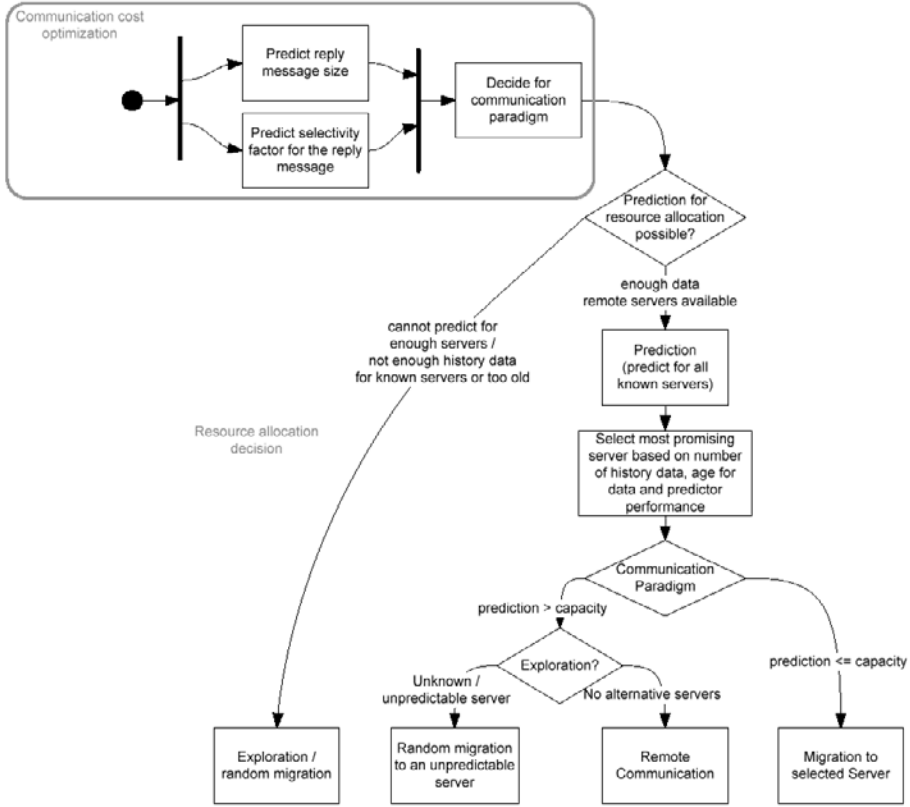 Communication cost
optimization
Predict reply
message size
Predict selectivity
factor for the reply
message
Decide for
communication
paradigm
Prediction for
resource allocation
possible?
enough data
remote servers available
cannot predict for
enough servers /
not enough history data
for known servers or too old
Prediction
(predict for all
known servers)
Resource allocation
decision
Select most promising
server based on number
of history data, age for
data and predictor
performance
Communication
Paradigm
prediction > capacity
prediction <= capacity
Exploration?
Unknown /
unpredictable server
No alternative servers
Exploration /
random migration
Random migration
to an unpredictable
server
Remote
Communication
Migration to
selected Server